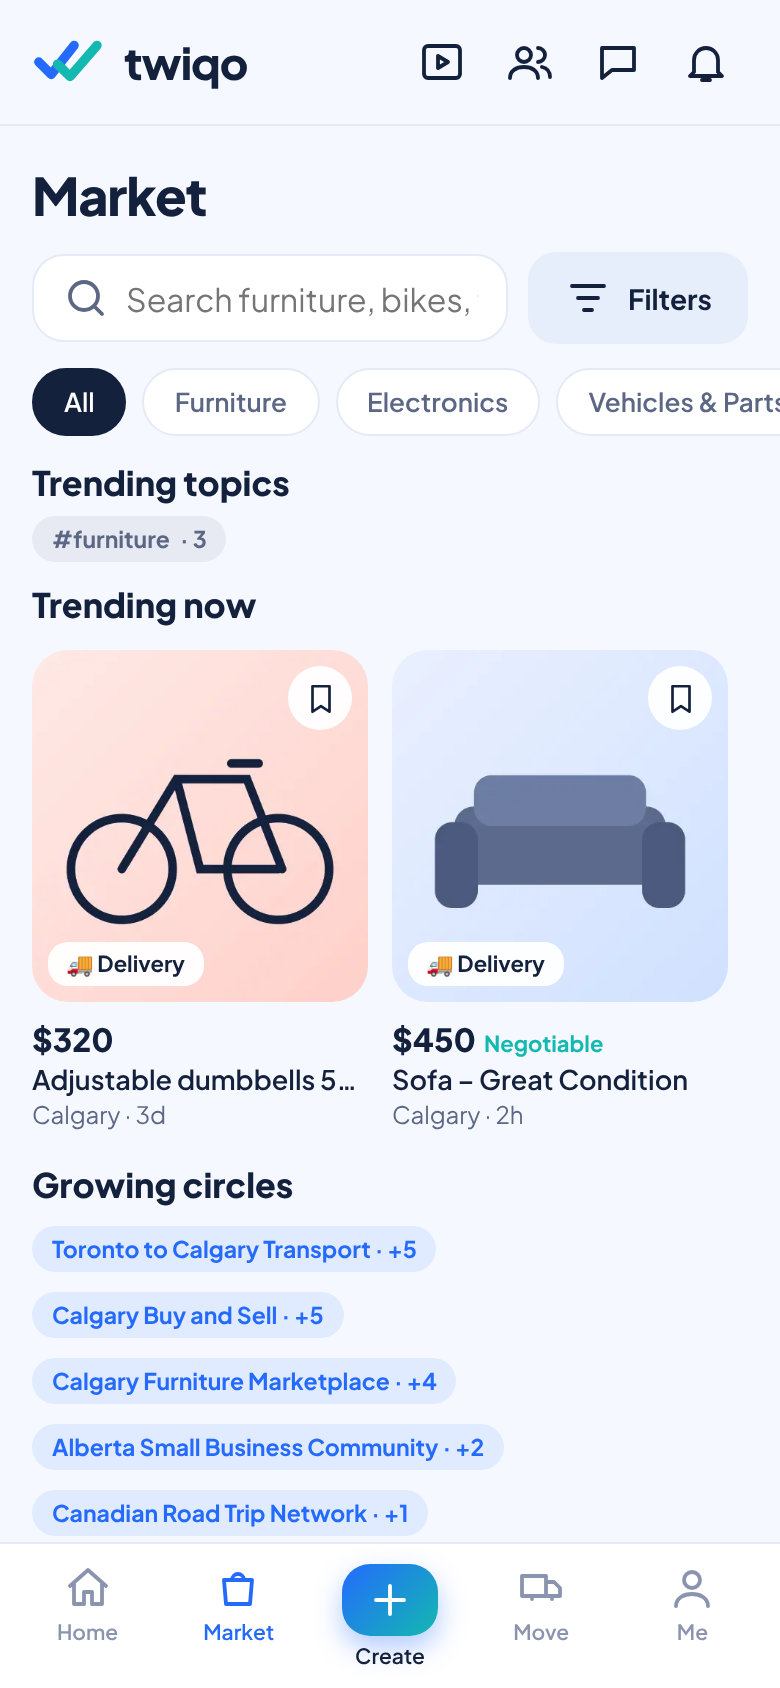 twiqo
Market
Search furniture, bikes,
Filters
All
Furniture
Electronics
Vehicles & Parts
Trending topics
#furniture · 3
Trending now
🚚 Delivery
🚚 Delivery
$320
Adjustable dumbbells 5…
Calgary · 3d
$450 Negotiable
Sofa – Great Condition
Calgary · 2h
Growing circles
Toronto to Calgary Transport · +5
Calgary Buy and Sell · +5
Calgary Furniture Marketplace · +4
Alberta Small Business Community · +2
Canadian Road Trip Network · +1
Home
Market
Create
Move
Me